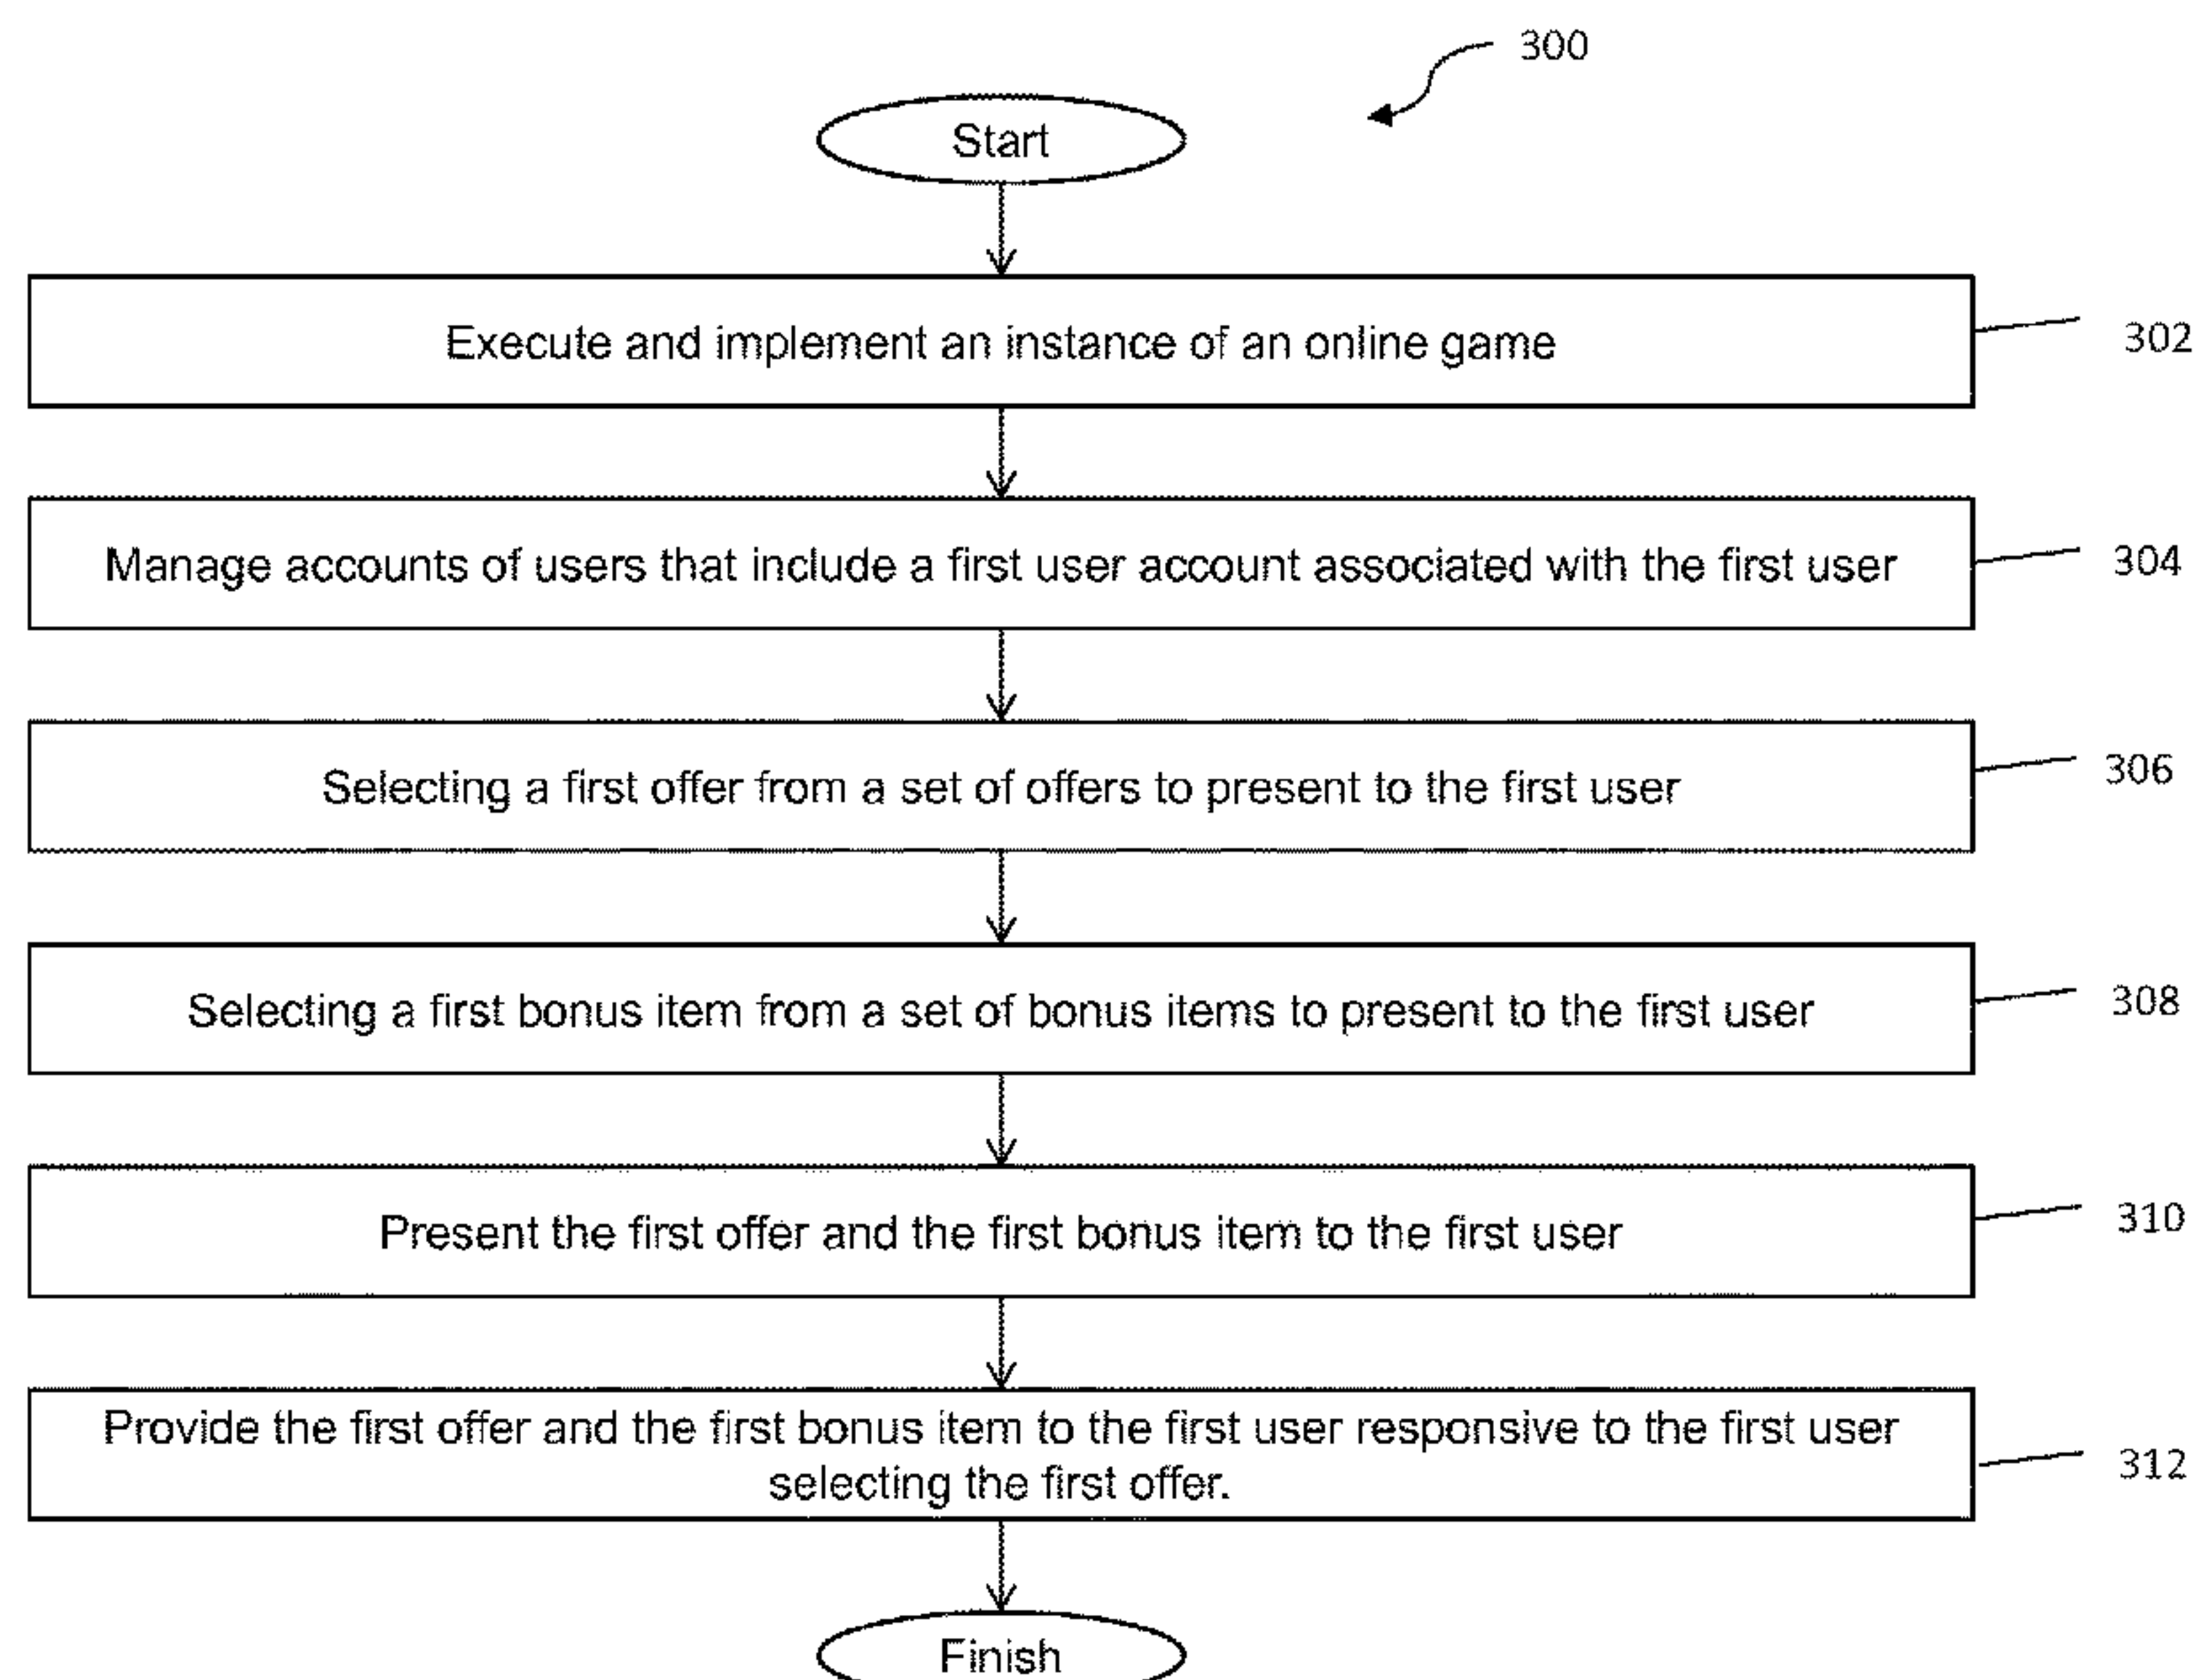 300
Start
Execute and implement an instance of an online game
302
Manage accounts of users that include a first user account associated with the first user
304
Selecting a first offer from a set of offers to present to the first user
306
Selecting a first bonus item from a set of bonus items to present to the first user
308
Present the first offer and the first bonus item to the first user
310
Provide the first offer and the first bonus item to the first user responsive to the first user
selecting the first offer.
312
Finish